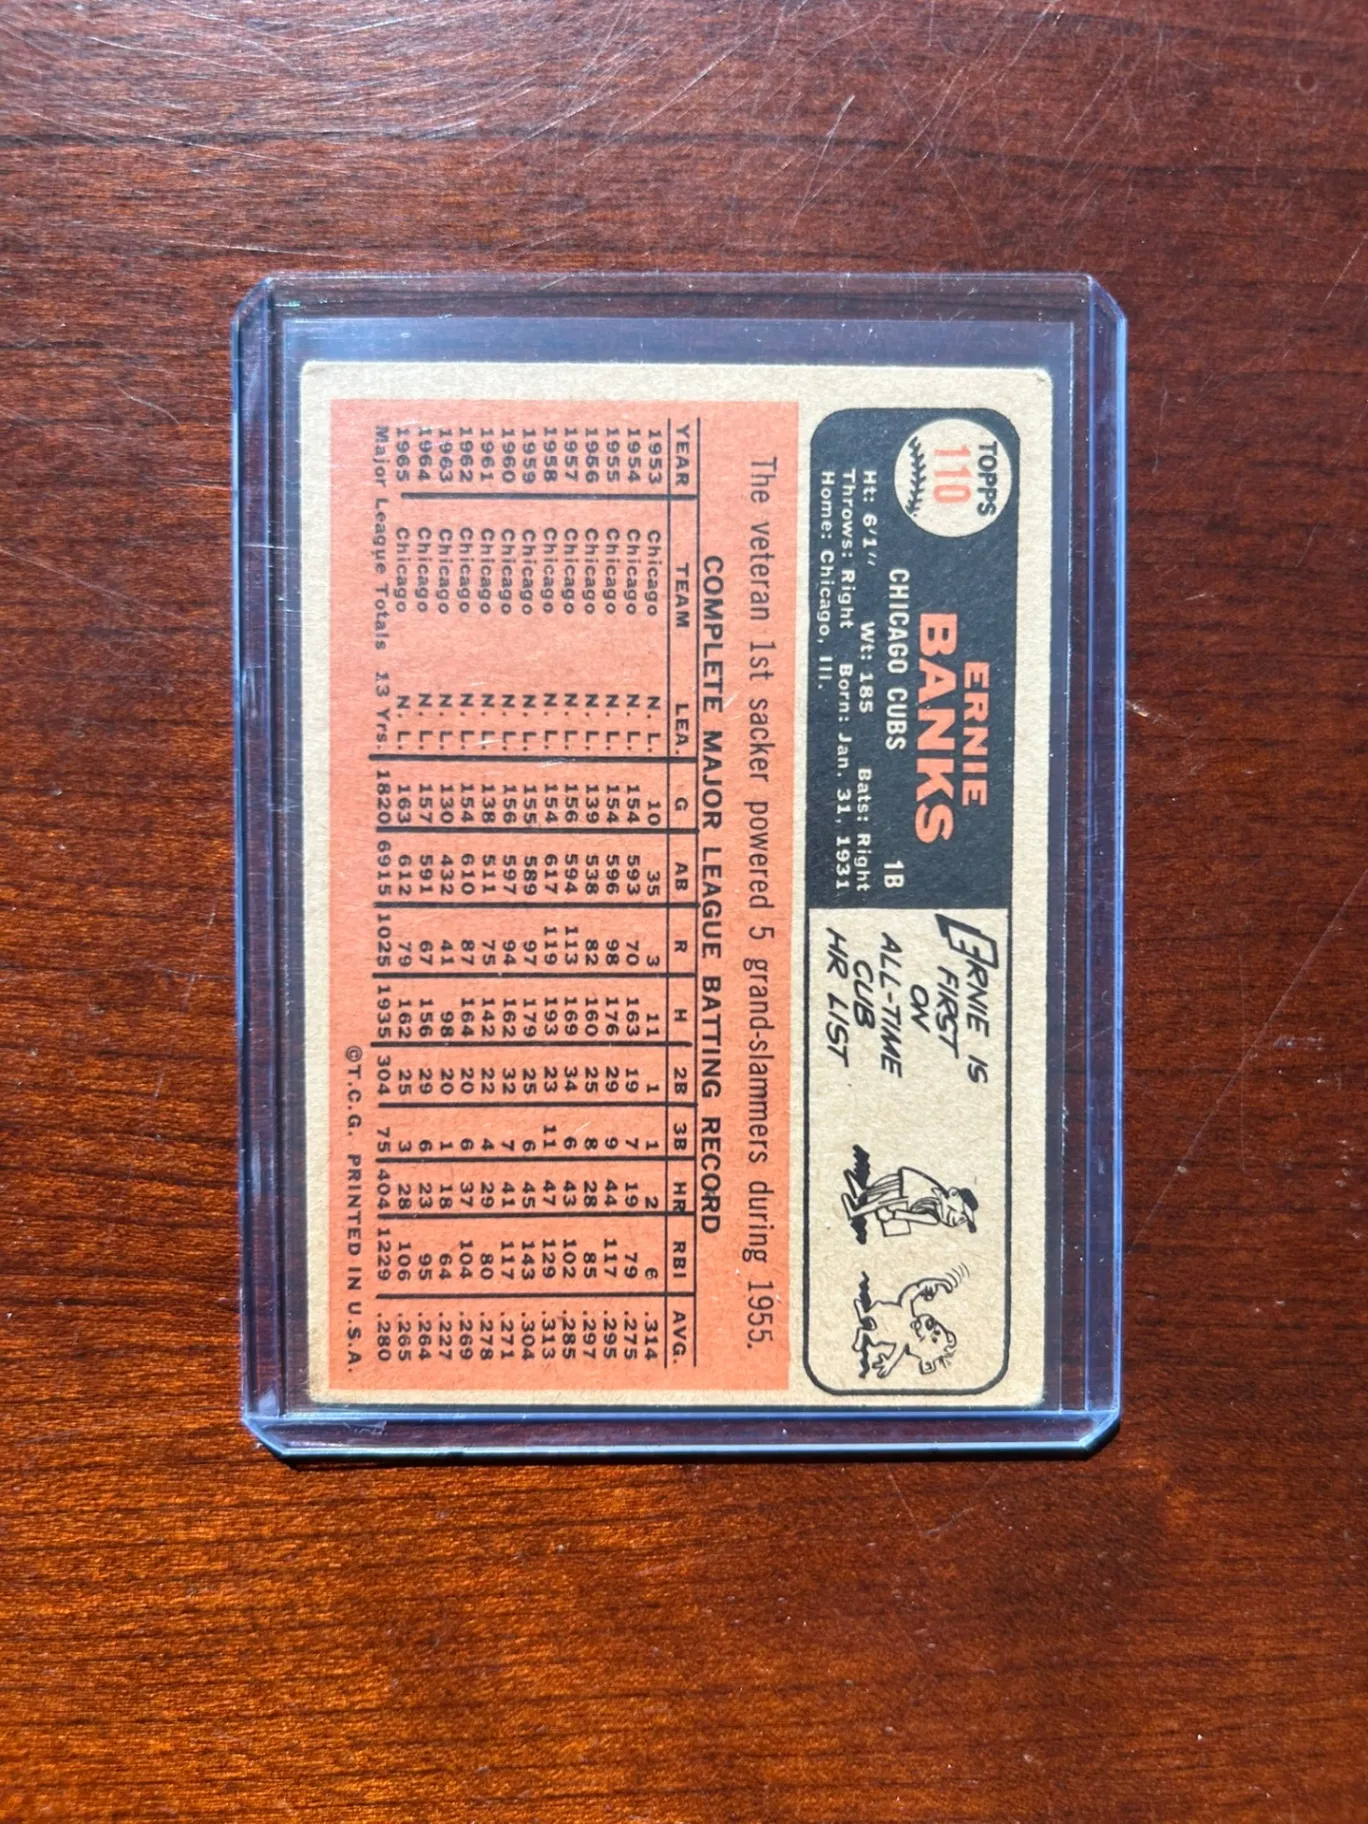 TOPPS
110
ERNIE
BANKS
CHICAGO CUBS 1B
Ht: 6'1" Wt: 185 Bats: Right
Throws: Right Born: Jan. 31, 1931
Home: Chicago, Ill.
ERNIE IS
FIRST
ON
ALL-TIME
CUB
HR LIST
The veteran 1st sacker powered 5 grand-slammers during 1955.
COMPLETE MAJOR LEAGUE BATTING RECORD
YEAR TEAM LEA G AB R H 2B 3B HR RBI AVG.
1953 Chicago N. L. 10 35 3 11 1 1 2 6 .314
1954 Chicago N. L. 154 593 70 163 19 7 19 79 .275
1955 Chicago N. L. 154 596 98 176 29 9 44 117 .295
1956 Chicago N. L. 139 538 82 160 25 8 28 85 .297
1957 Chicago N. L. 156 594 113 169 34 6 43 102 .285
1958 Chicago N. L. 154 617 119 193 23 11 47 129 .313
1959 Chicago N. L. 155 589 97 179 25 6 45 143 .304
1960 Chicago N. L. 156 597 94 162 32 7 41 117 .271
1961 Chicago N. L. 138 511 75 142 22 4 29 80 .278
1962 Chicago N. L. 154 610 87 164 20 6 37 104 .269
1963 Chicago N. L. 130 432 41 98 20 1 18 64 .227
1964 Chicago N. L. 157 591 67 156 29 6 23 95 .264
1965 Chicago N. L. 163 612 79 162 25 3 28 106 .265
Major League Totals 13 Yrs. 1820 6915 1025 1935 304 75 404 1229 .280
©T.C.G. PRINTED IN U.S.A.